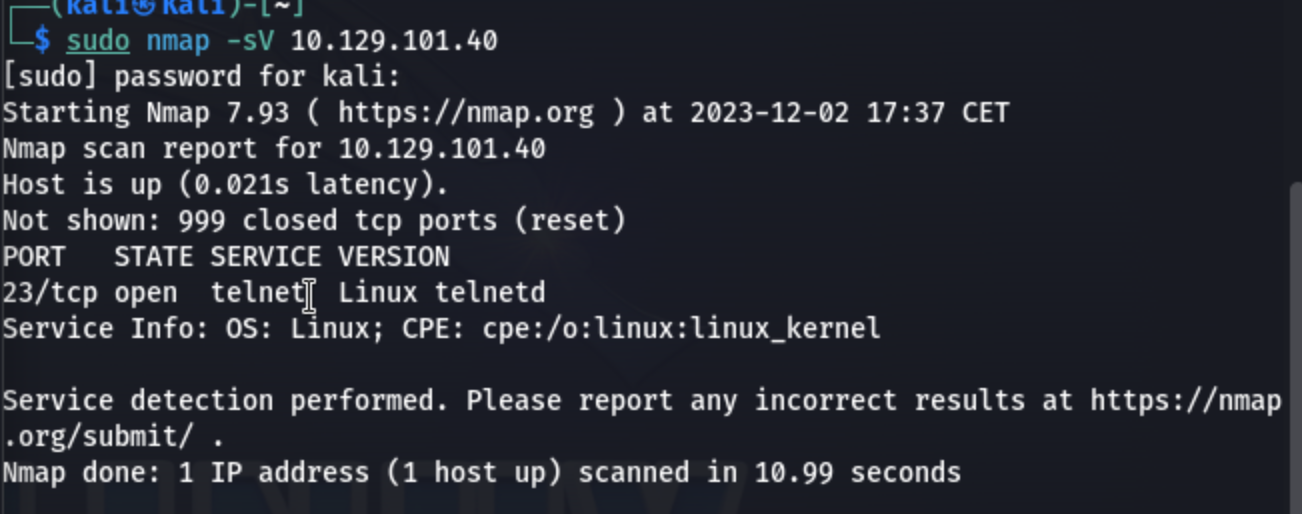 (kali㉿kali)-[~]
└─$ sudo nmap -sV 10.129.101.40
[sudo] password for kali:
Starting Nmap 7.93 ( https://nmap.org ) at 2023-12-02 17:37 CET
Nmap scan report for 10.129.101.40
Host is up (0.021s latency).
Not shown: 999 closed tcp ports (reset)
PORT   STATE SERVICE VERSION
23/tcp open  telnet  Linux telnetd
Service Info: OS: Linux; CPE: cpe:/o:linux:linux_kernel
Service detection performed. Please report any incorrect results at https://nmap
.org/submit/ .
Nmap done: 1 IP address (1 host up) scanned in 10.99 seconds